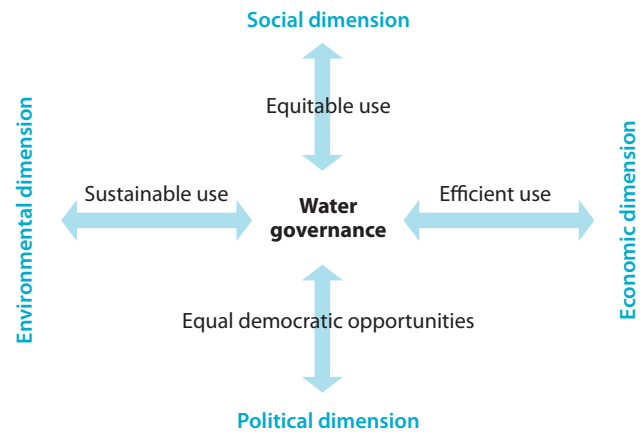 Social dimension
Equitable use
Environmental dimension
Sustainable use
Water
governance
Efficient use
Economic dimension
Equal democratic opportunities
Political dimension